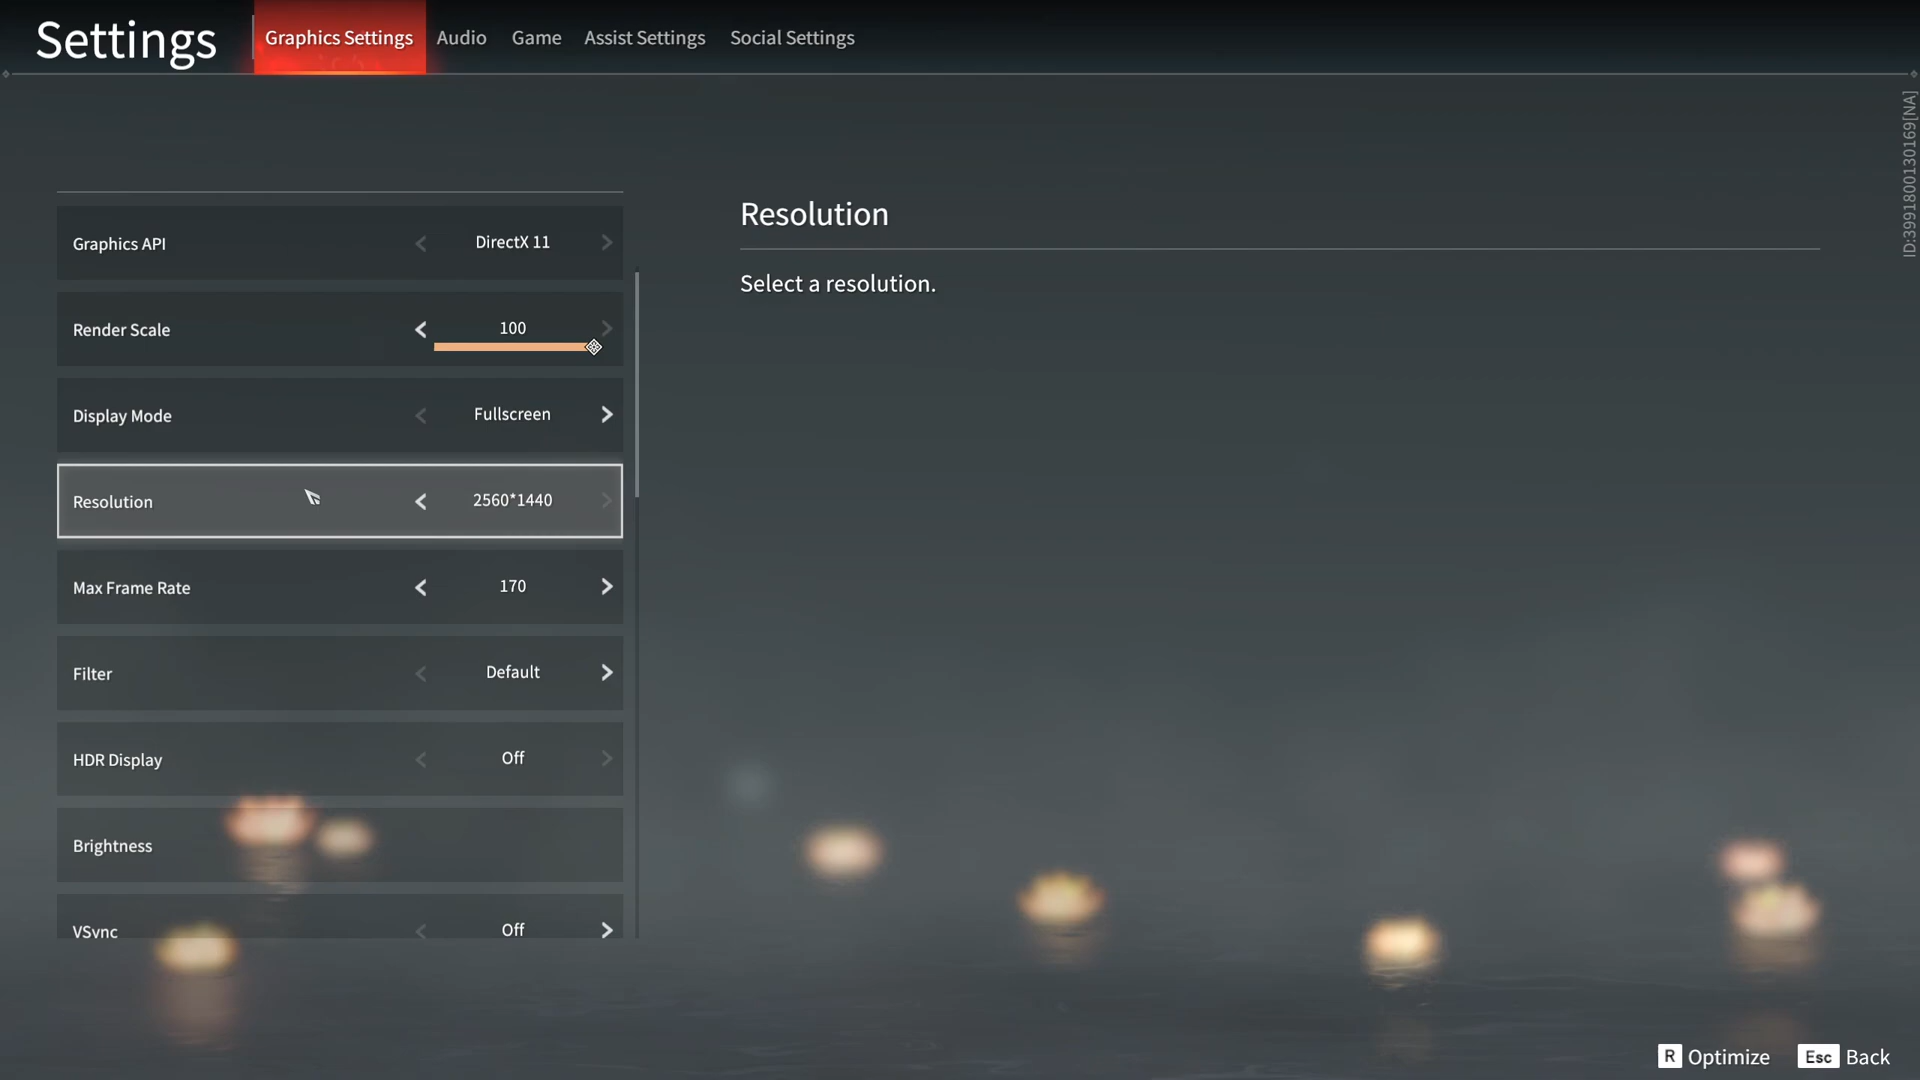 Settings
Graphics Settings
Audio
Game
Assist Settings
Social Settings
ID:3991800131019[NA]
Graphics API
DirectX 11
Render Scale
100
Display Mode
Fullscreen
Resolution
2560*1440
Max Frame Rate
170
Filter
Default
HDR Display
Off
Brightness
VSync
Off
Resolution
Select a resolution.
R Optimize
Esc Back